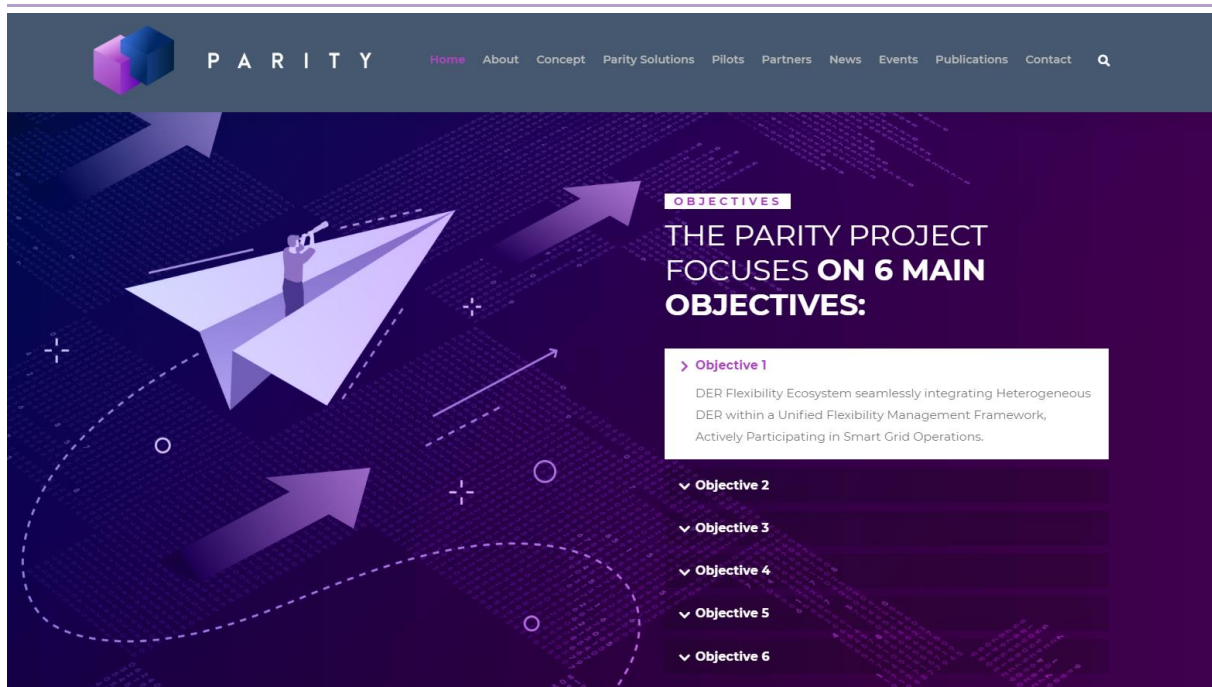 PARITY
Home About Concept Parity Solutions Pilots Partners News Events Publications Contact
OBJECTIVES
THE PARITY PROJECT
FOCUSES ON 6 MAIN
OBJECTIVES:
Objective 1
DER Flexibility Ecosystem seamlessly integrating Heterogeneous
DER within a Unified Flexibility Management Framework,
Actively Participating in Smart Grid Operations.
Objective 2
Objective 3
Objective 4
Objective 5
Objective 6